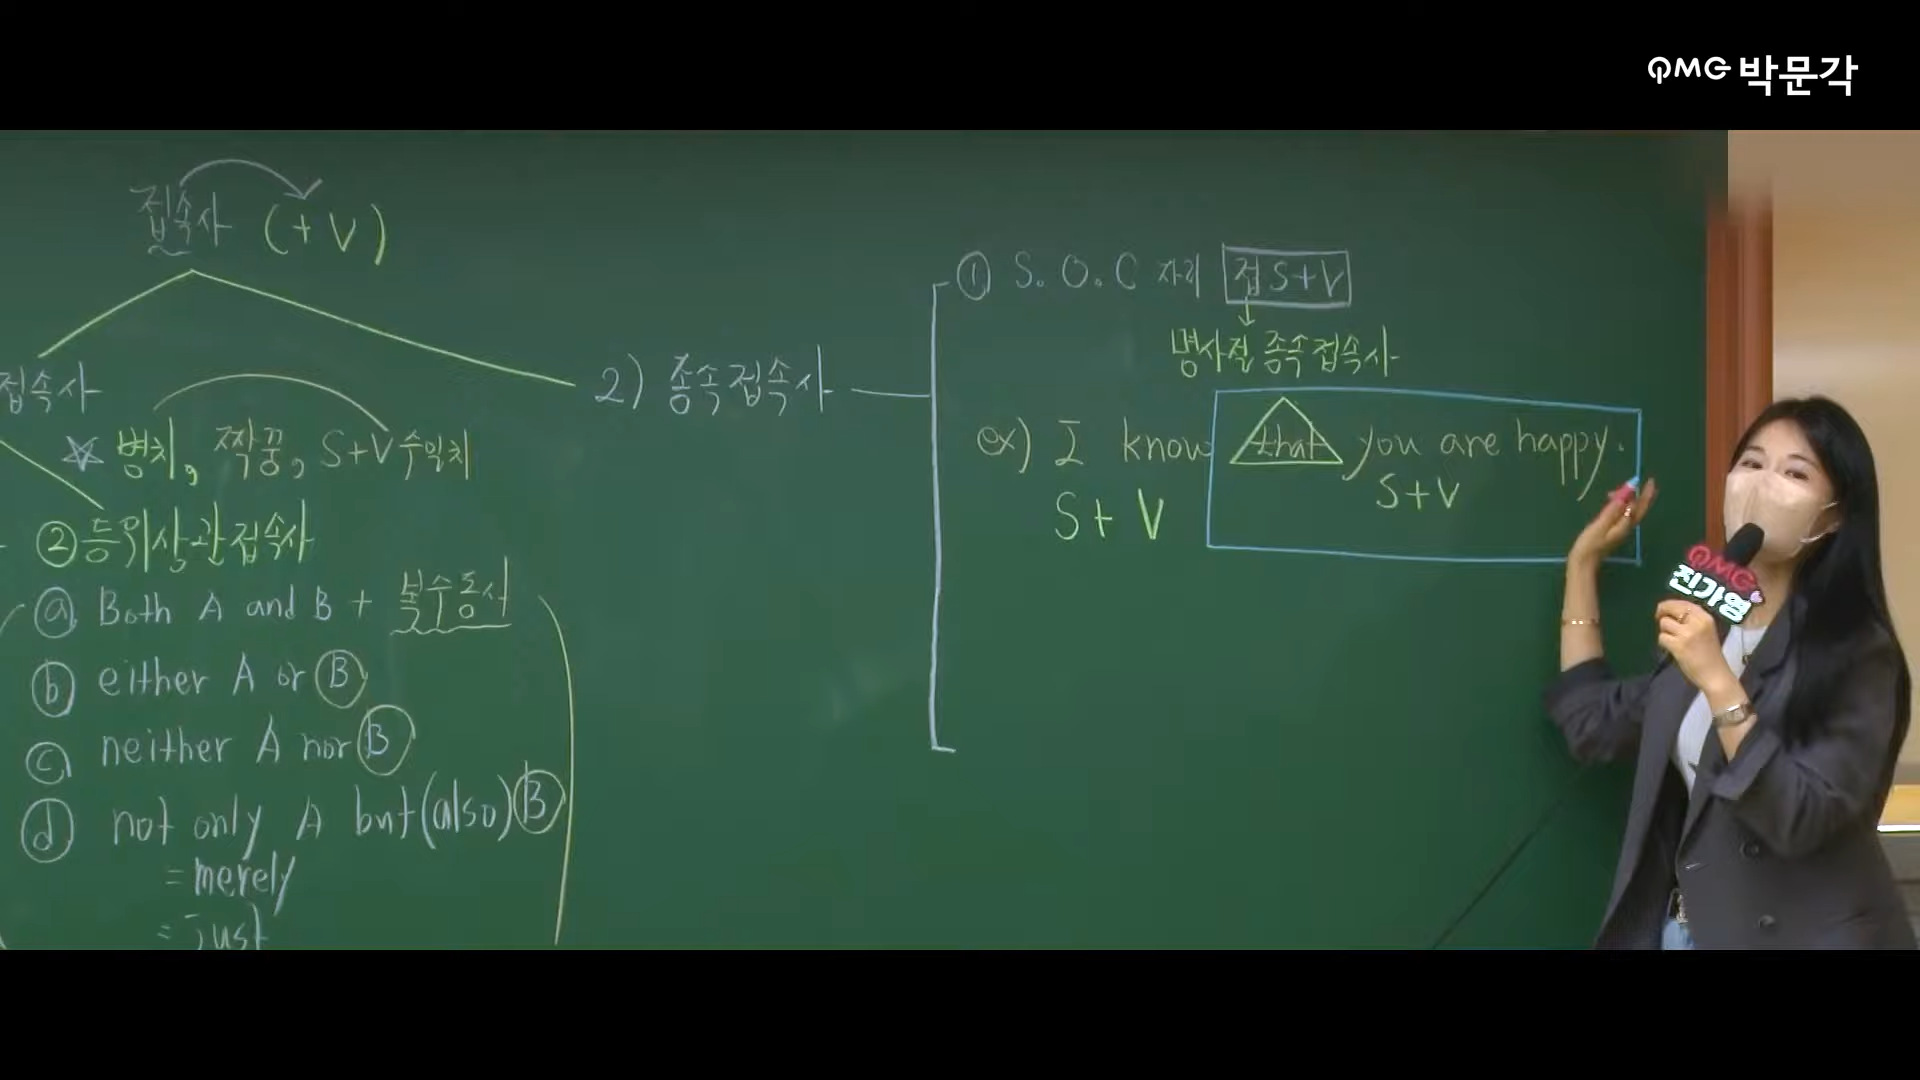 PMG 박문각
접속사 (+V)
접속사
☆ 병치, 짝꿍, S+V 수일치
② 등위상관접속사
ⓐ Both A and B + 복수동사
ⓑ either A or B
ⓒ neither A nor B
ⓓ not only A but (also) B
= merely
= just
2) 종속접속사
① S.O.C 자리 접 S+V
↓
명사절 종속접속사
ex) I know that you are happy.
S+V S+V
PMG
진가영